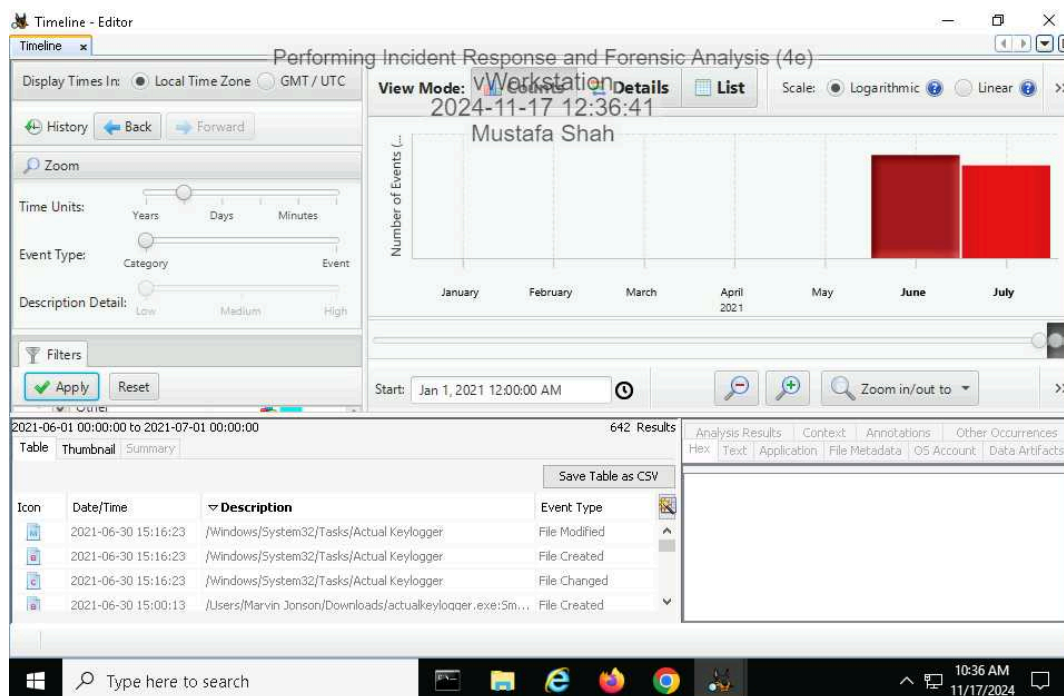 Timeline - Editor
Timeline x
Performing Incident Response and Forensic Analysis (4e)
vWorkstation
2024-11-17 12:36:41
Mustafa Shah
Display Times In: Local Time Zone GMT / UTC
History Back Forward
Zoom
Time Units:
Years Days Minutes
Event Type:
Category Event
Description Detail:
Low Medium High
Filters
Apply Reset
Other
View Mode: Counts Details List Scale: Logarithmic Linear
Number of Events (...
January February March April May June July
2021
Start: Jan 1, 2021 12:00:00 AM Zoom in/out to
2021-06-01 00:00:00 to 2021-07-01 00:00:00 642 Results
Table Thumbnail Summary
Save Table as CSV
Icon Date/Time Description Event Type
2021-06-30 15:16:23 /Windows/System32/Tasks/Actual Keylogger File Modified
2021-06-30 15:16:23 /Windows/System32/Tasks/Actual Keylogger File Created
2021-06-30 15:16:23 /Windows/System32/Tasks/Actual Keylogger File Changed
2021-06-30 15:00:13 /Users/Marvin Jonson/Downloads/actualkeylogger.exe:Sm... File Created
Analysis Results Context Annotations Other Occurrences
Hex Text Application File Metadata OS Account Data Artifacts
Type here to search
10:36 AM
11/17/2024